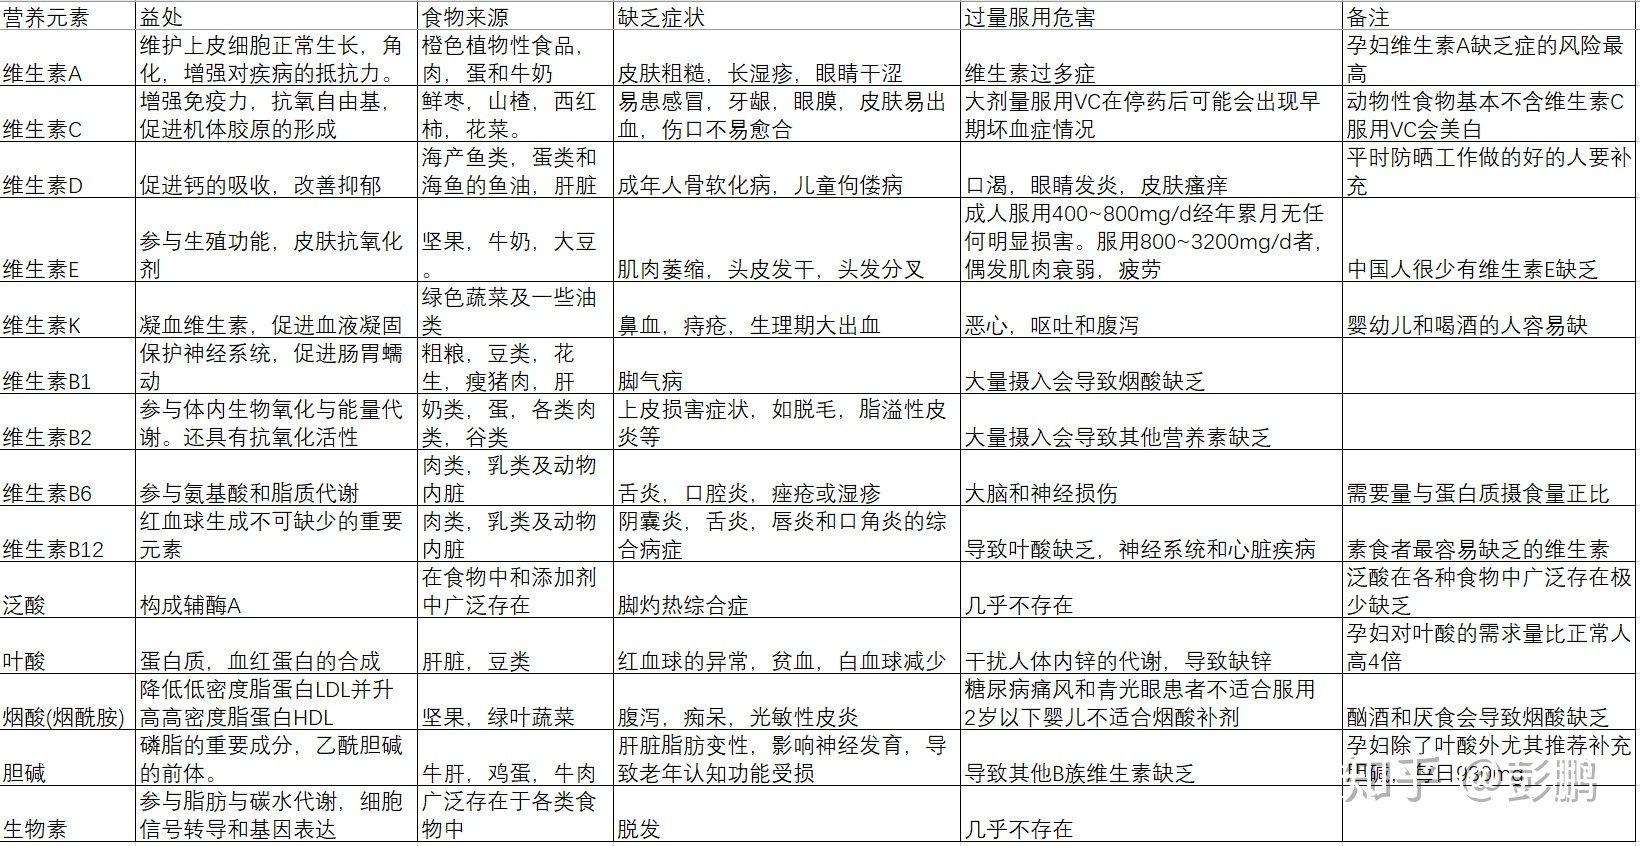 营养元素 益处 食物来源 缺乏症状 过量服用危害 备注
维生素A
维护上皮细胞正常生长，角
化，增强对疾病的抵抗力。
橙色植物性食品，
肉，蛋和牛奶
皮肤粗糙，长湿疹，眼睛干涩
维生素过多症
孕妇维生素A缺乏症的风险最
高
维生素C
增强免疫力，抗氧自由基，
促进机体胶原的形成
鲜枣，山楂，西红
柿，花菜。
易患感冒，牙龈，眼膜，皮肤易出
血，伤口不易愈合
大剂量服用VC在停药后可能会出现早
期坏血症情况
动物性食物基本不含维生素C
服用VC会美白
维生素D
促进钙的吸收，改善抑郁
海产鱼类，蛋类和
海鱼的鱼油，肝脏
成年人骨软化病，儿童佝偻病
口渴，眼睛发炎，皮肤瘙痒
平时防晒工作做的好的人要补
充
维生素E
参与生殖功能，皮肤抗氧化
剂
坚果，牛奶，大豆
。
肌肉萎缩，头皮发干，头发分叉
成人服用400~800mg/d经年累月无任
何明显损害。服用800~3200mg/d者，
偶发肌肉衰弱，疲劳
中国人很少有维生素E缺乏
维生素K
凝血维生素，促进血液凝固
绿色蔬菜及一些油
类
鼻血，痔疮，生理期大出血
恶心，呕吐和腹泻
婴幼儿和喝酒的人容易缺
维生素B1
保护神经系统，促进肠胃蠕
动
粗粮，豆类，花
生，瘦猪肉，肝
脚气病
大量摄入会导致烟酸缺乏
维生素B2
参与体内生物氧化与能量代
谢。还具有抗氧化活性
奶类，蛋，各类肉
类，谷类
上皮损害症状，如脱毛，脂溢性皮
炎等
大量摄入会导致其他营养素缺乏
维生素B6
参与氨基酸和脂质代谢
肉类，乳类及动物
内脏
舌炎，口腔炎，痤疮或湿疹
大脑和神经损伤
需要量与蛋白质摄食量正比
维生素B12
红血球生成不可缺少的重要
元素
肉类，乳类及动物
内脏
阴囊炎，舌炎，唇炎和口角炎的综
合病症
导致叶酸缺乏，神经系统和心脏疾病
素食者最容易缺乏的维生素
泛酸
构成辅酶A
在食物中和添加剂
中广泛存在
脚灼热综合症
几乎不存在
泛酸在各种食物中广泛存在极
少缺乏
叶酸
蛋白质，血红蛋白的合成
肝脏，豆类
红血球的异常，贫血，白血球减少
干扰人体内锌的代谢，导致缺锌
孕妇对叶酸的需求量比正常人
高4倍
烟酸(烟酰胺)
降低低密度脂蛋白LDL并升
高高密度脂蛋白HDL
坚果，绿叶蔬菜
腹泻，痴呆，光敏性皮炎
糖尿病痛风和青光眼患者不适合服用
2岁以下婴儿不适合烟酸补剂
酗酒和厌食会导致烟酸缺乏
胆碱
磷脂的重要成分，乙酰胆碱
的前体。
牛肝，鸡蛋，牛肉
肝脏脂肪变性，影响神经发育，导
致老年认知功能受损
导致其他B族维生素缺乏
孕妇除了叶酸外尤其推荐补充
胆碱，每日930mg
生物素
参与脂肪与碳水代谢，细胞
信号转导和基因表达
广泛存在于各类食
物中
脱发
几乎不存在
知乎 @彭鹏